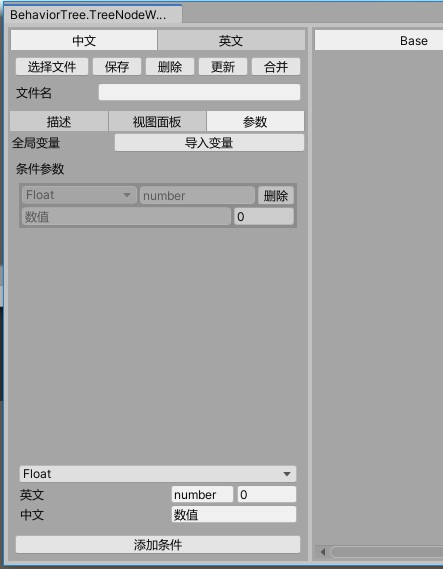 BehaviorTree.TreeNodeW...
中文 英文 Base
选择文件 保存 删除 更新 合并
文件名
描述 视图面板 参数
全局变量 导入变量
条件参数
Float number 删除
数值 0
Float
英文 number 0
中文 数值
添加条件